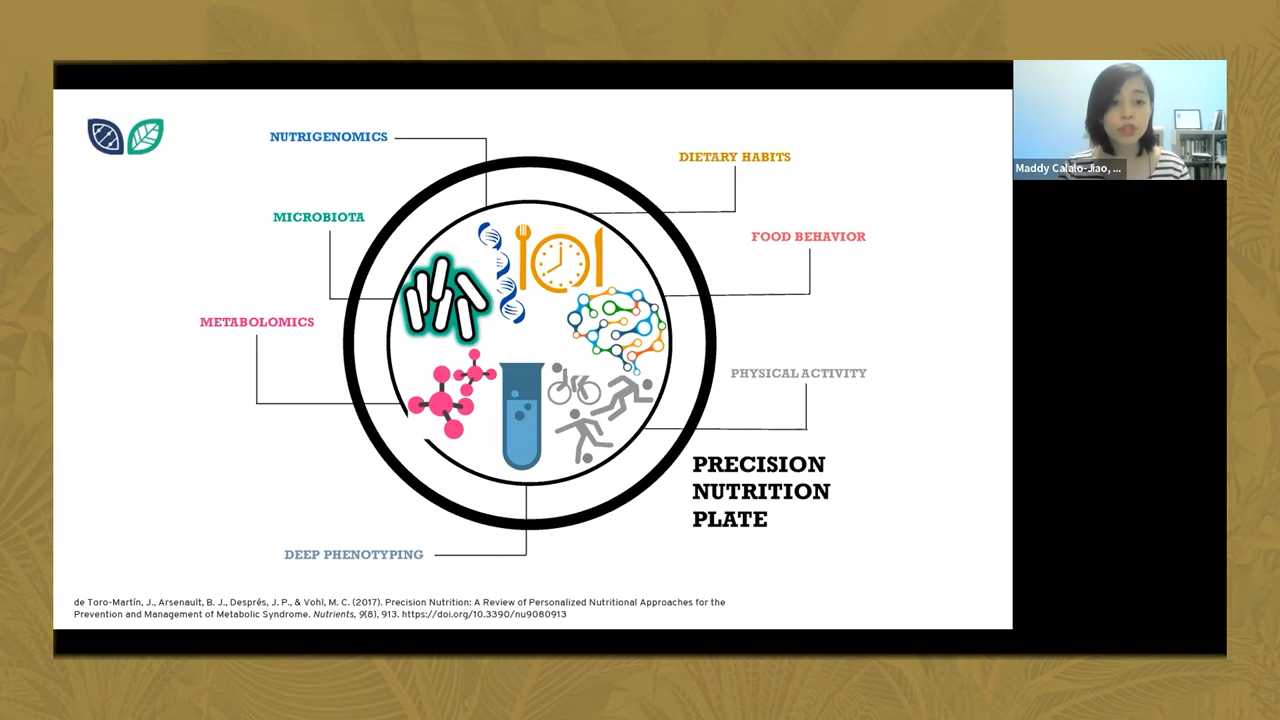 NUTRIGENOMICS
DIETARY HABITS
MICROBIOTA
FOOD BEHAVIOR
METABOLOMICS
PHYSICAL ACTIVITY
PRECISION
NUTRITION
PLATE
DEEP PHENOTYPING
de Toro-Martín, J., Arsenault, B. J., Després, J. P., & Vohl, M. C. (2017). Precision Nutrition: A Review of Personalized Nutritional Approaches for the
Prevention and Management of Metabolic Syndrome. Nutrients, 9(8), 913. https://doi.org/10.3390/nu9080913
Maddy Calalo-Jiao, ...